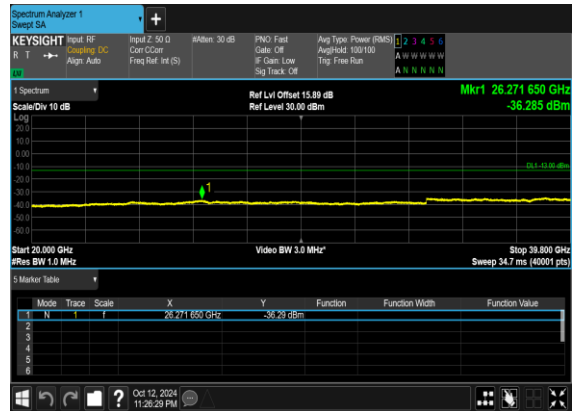 Spectrum Analyzer 1
Swept SA
+
KEYSIGHT Input: RF Input Z: 50 Ω #Atten: 30 dB PNO: Fast Avg Type: Power (RMS) 1 2 3 4 5 6
R T Coupling: DC Corr CCorr Gate: Off Avg|Hold: 100/100 A W W W W W
Align: Auto Freq Ref: Int (S) IF Gain: Low Trig: Free Run
Sig Track: Off A N N N N N
1 Spectrum Ref Lvl Offset 15.89 dB Mkr1 26.271 650 GHz
Scale/Div 10 dB Ref Level 30.00 dBm -36.285 dBm
Log
20.0
10.0
0.00
-10.0
DL1 -13.00 dBm
-20.0
-30.0
1
-40.0
-50.0
-60.0
Start 20.000 GHz Video BW 3.0 MHz* Stop 39.800 GHz
#Res BW 1.0 MHz Sweep 34.7 ms (40001 pts)
5 Marker Table
Mode Trace Scale X Y Function Function Width Function Value
1 N 1 f 26.271 650 GHz -36.29 dBm
2
3
4
5
6
? Oct 12, 2024
11:26:29 PM